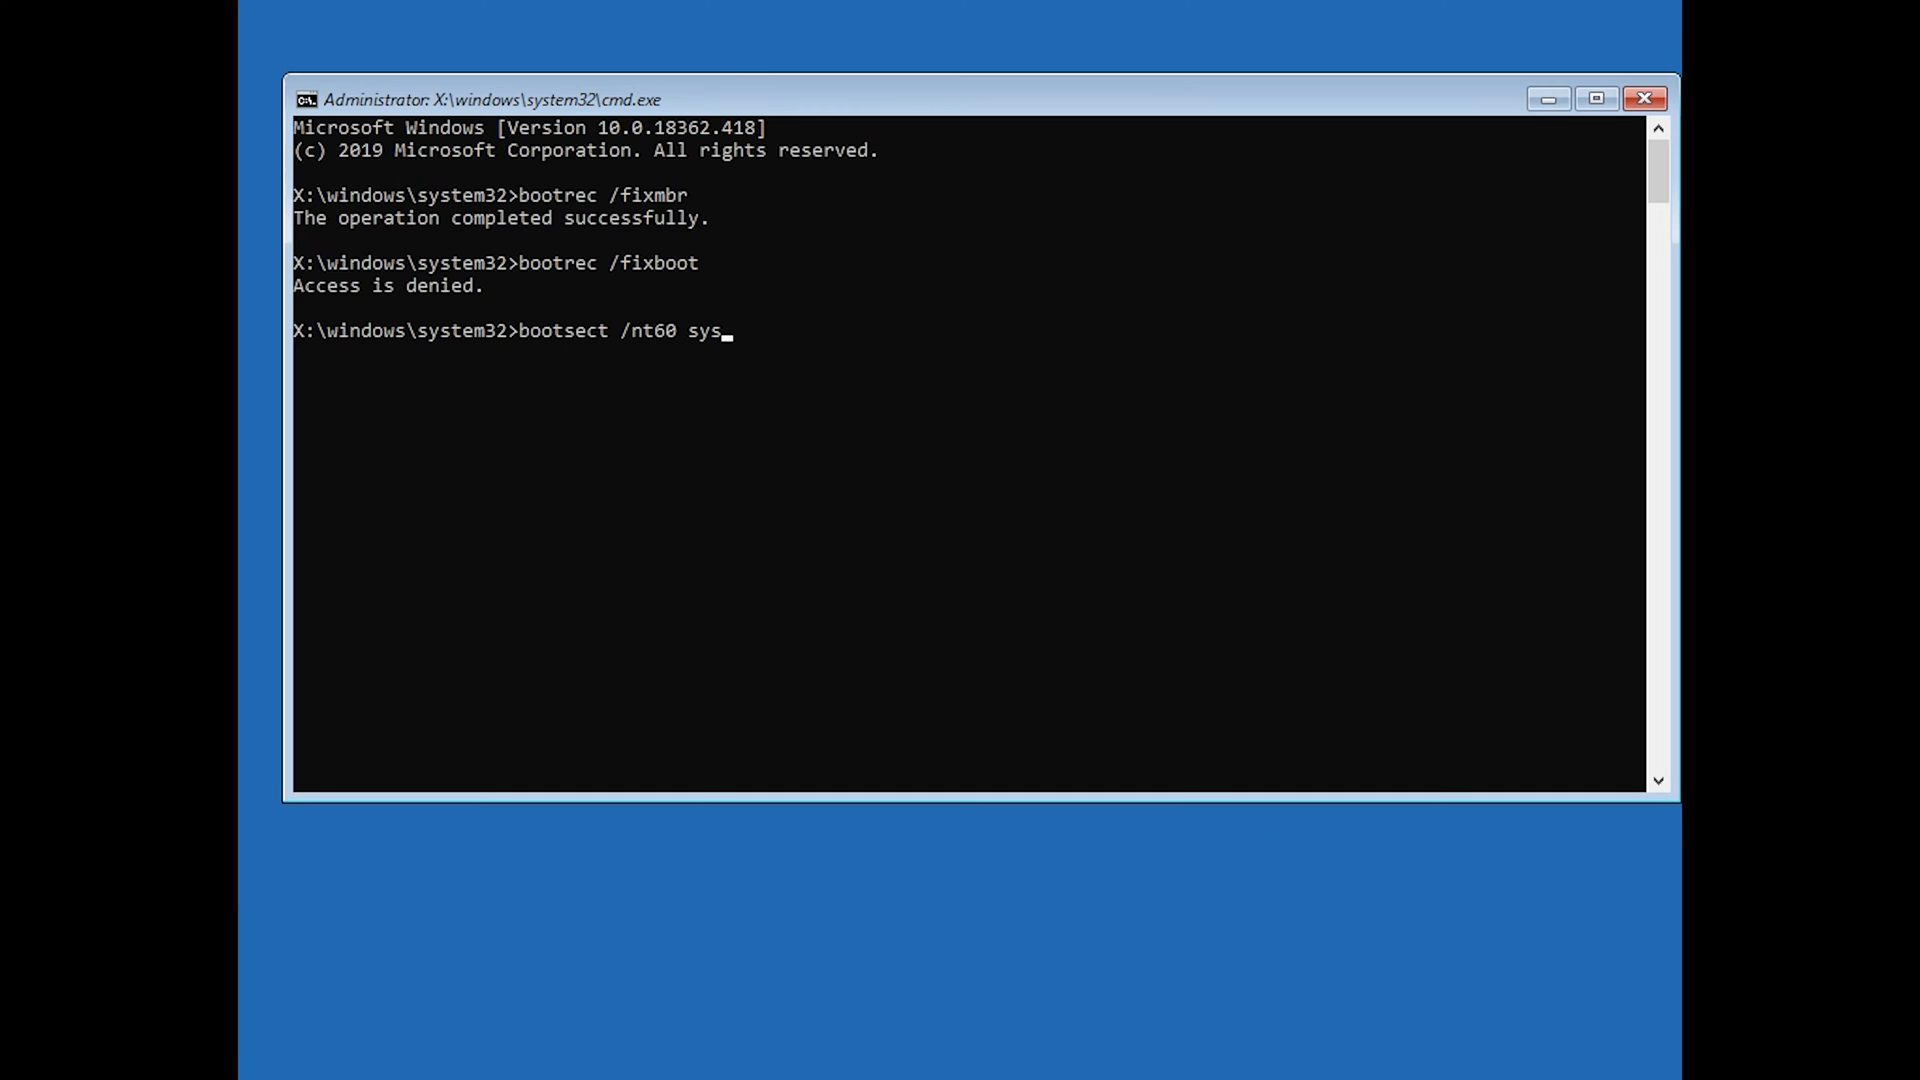 Administrator: X:\windows\system32\cmd.exe
Microsoft Windows [Version 10.0.18362.418]
(c) 2019 Microsoft Corporation. All rights reserved.
X:\windows\system32>bootrec /fixmbr
The operation completed successfully.
X:\windows\system32>bootrec /fixboot
Access is denied.
X:\windows\system32>bootsect /nt60 sys